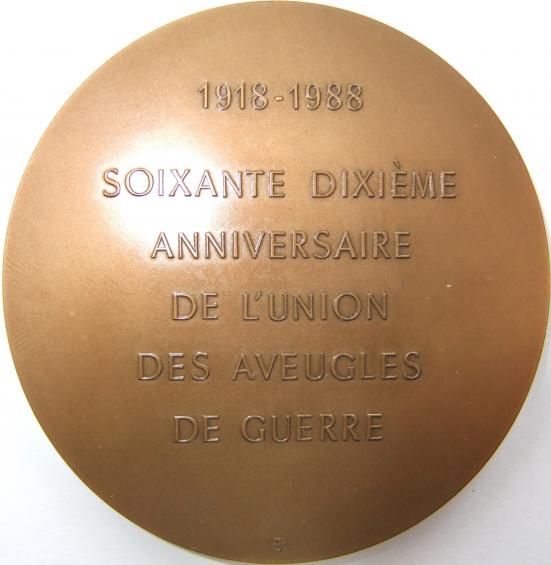 1918-1988
SOIXANTE DIXIÈME
ANNIVERSAIRE
DE L'UNION
DES AVEUGLES
DE GUERRE